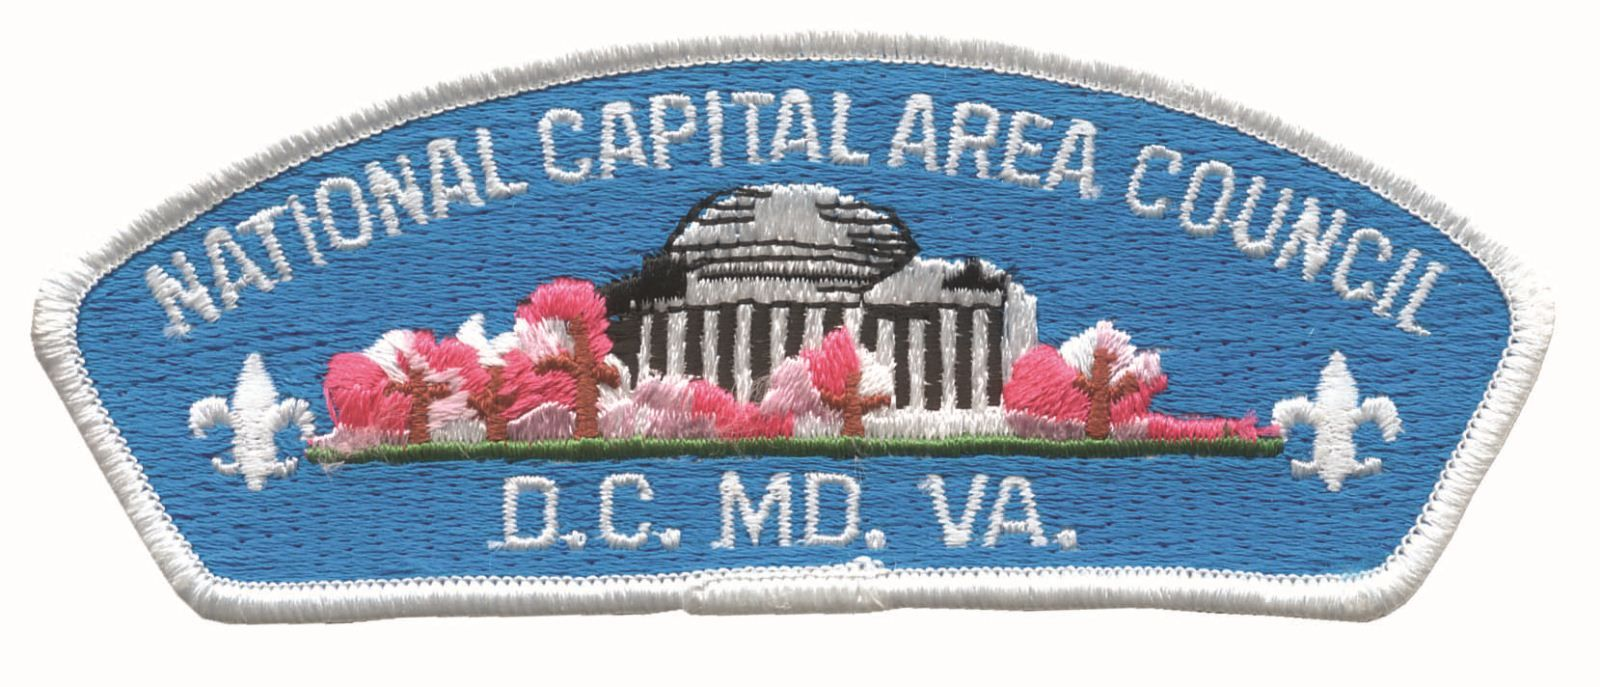 NATIONAL CAPITAL AREA COUNCIL
D.C. MD. VA.